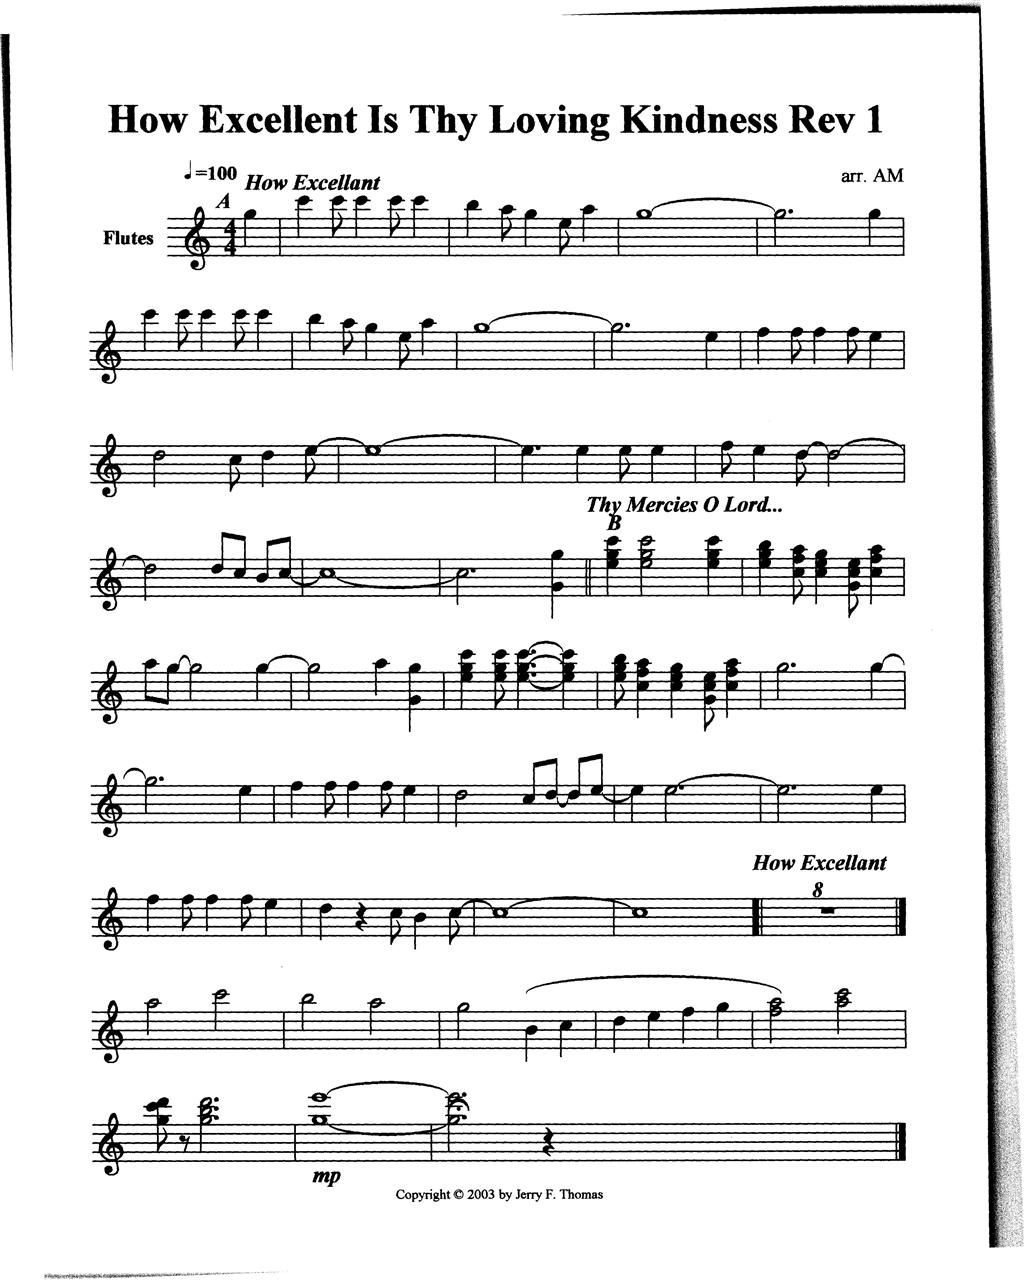 How Excellent Is Thy Loving Kindness Rev 1
♩=100
How Excellant
arr. AM
A
Flutes
4
4
Thy Mercies O Lord...
B
How Excellant
8
mp
Copyright © 2003 by Jerry F. Thomas